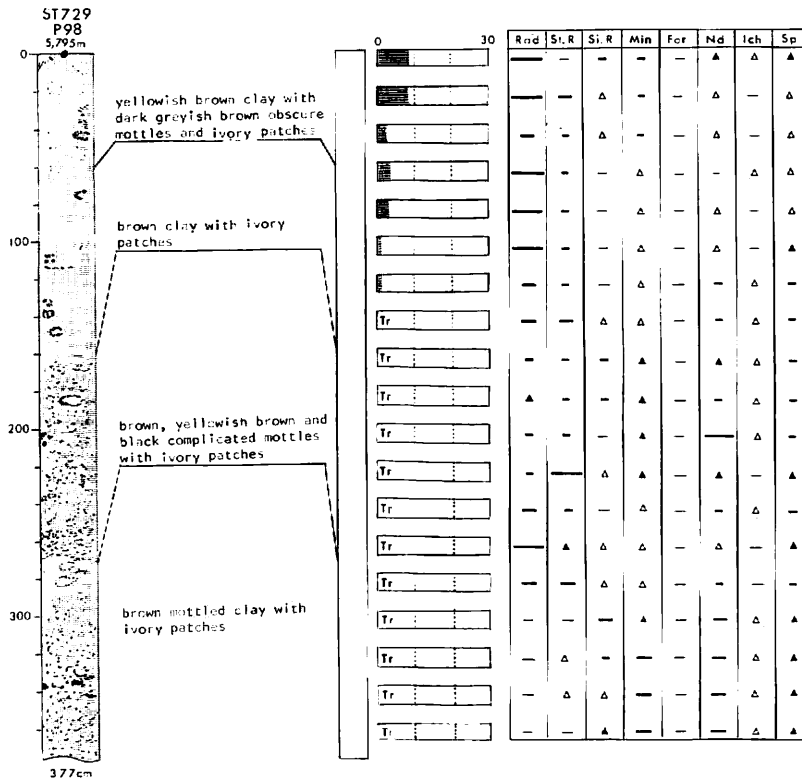 ST729
P98
5,795m
0
100
200
300
377cm
yellowish brown clay with
dark greyish brown obscure
mottles and ivory patches
brown clay with ivory
patches
brown, yellowish brown and
black complicated mottles
with ivory patches
brown mottled clay with
ivory patches
0 30
Tr
Tr
Tr
Tr
Tr
Tr
Tr
Tr
Tr
Tr
Tr
Tr
Rad St.R Si.R Min For Nd Ich Sp